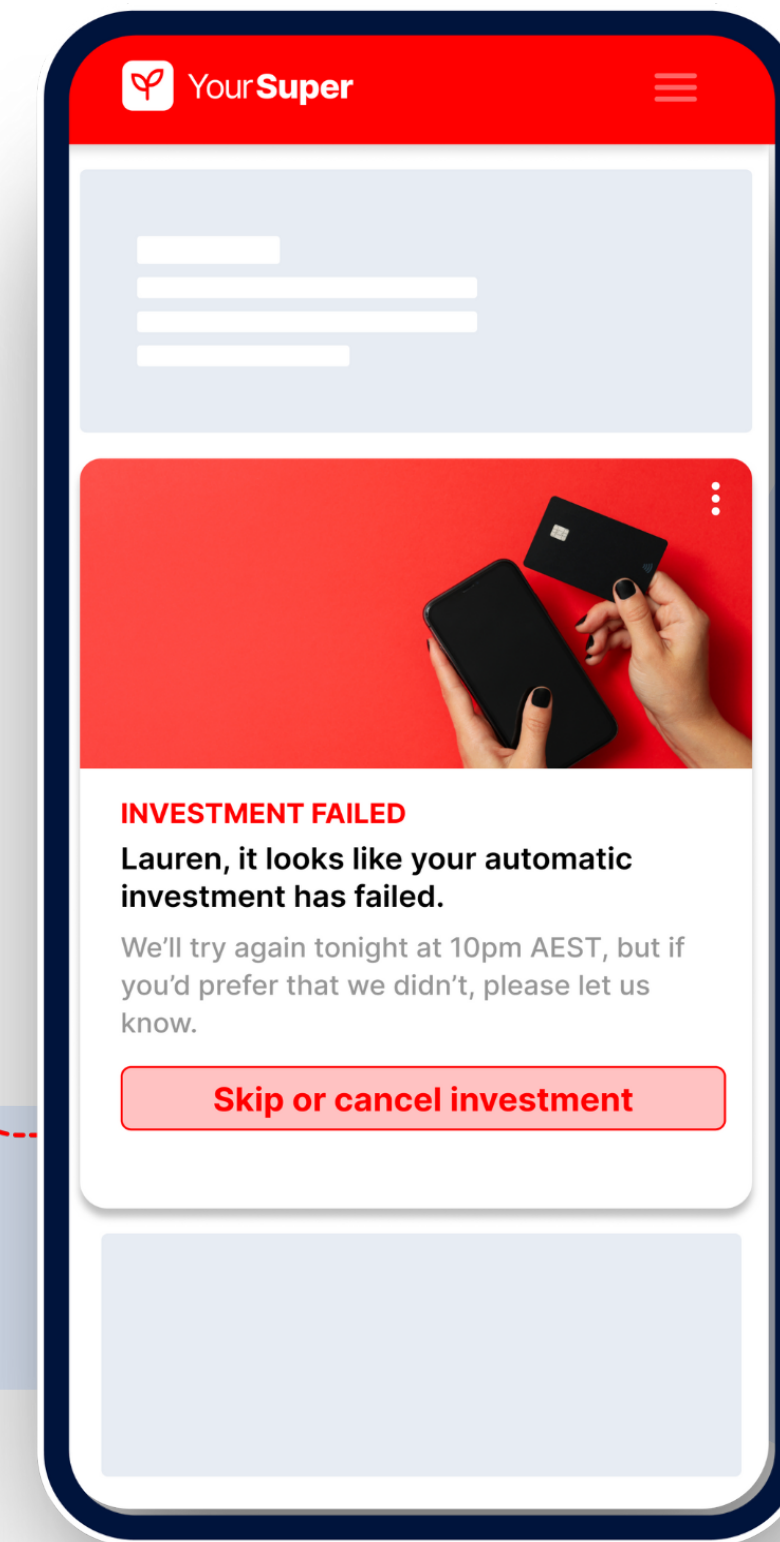 YourSuper
INVESTMENT FAILED
Lauren, it looks like your automatic
investment has failed.
We’ll try again tonight at 10pm AEST, but if
you’d prefer that we didn’t, please let us
know.
Skip or cancel investment